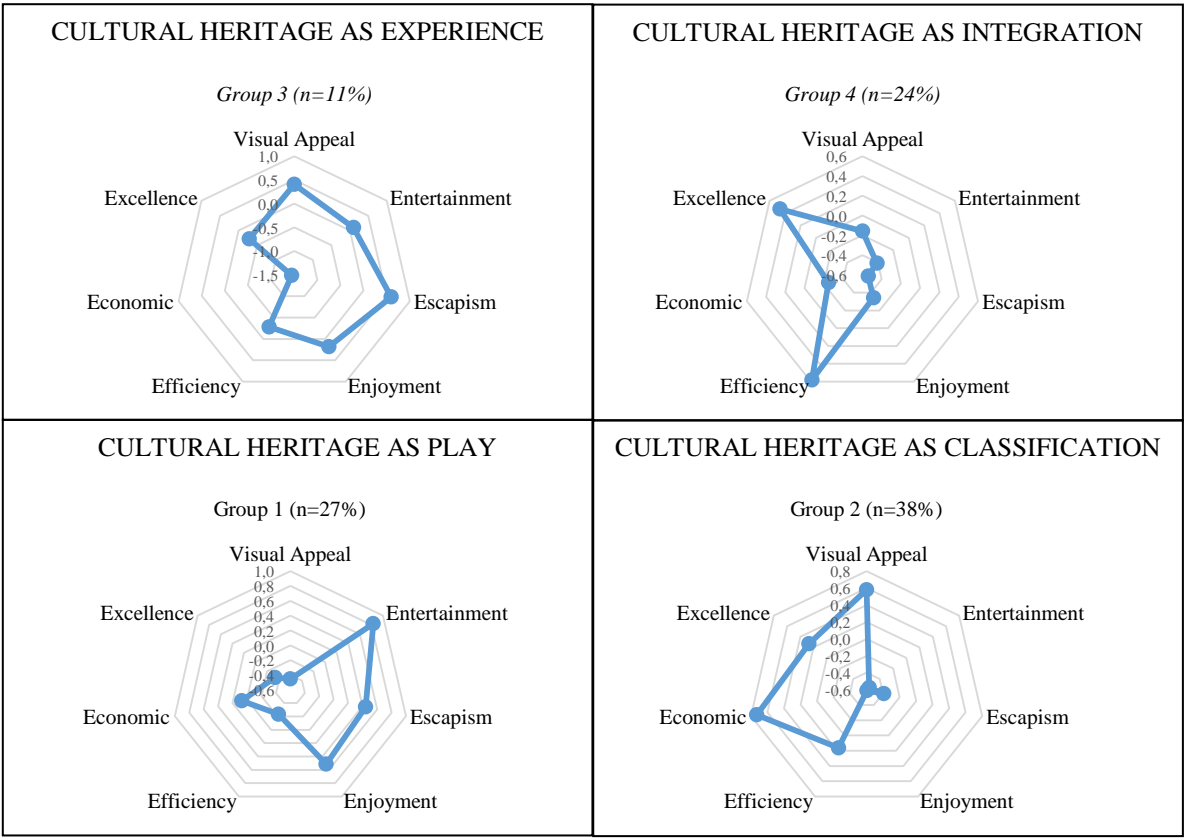 CULTURAL HERITAGE AS EXPERIENCE
Group 3 (n=11%)
Visual Appeal
1,0
0,5
0,0
-0,5
-1,0
-1,5
Entertainment
Escapism
Enjoyment
Efficiency
Economic
Excellence
CULTURAL HERITAGE AS INTEGRATION
Group 4 (n=24%)
Visual Appeal
0,6
0,4
0,2
0,0
-0,2
-0,4
-0,6
Entertainment
Escapism
Enjoyment
Efficiency
Economic
Excellence
CULTURAL HERITAGE AS PLAY
Group 1 (n=27%)
Visual Appeal
1,0
0,8
0,6
0,4
0,2
0,0
-0,2
-0,4
-0,6
Entertainment
Escapism
Enjoyment
Efficiency
Economic
Excellence
CULTURAL HERITAGE AS CLASSIFICATION
Group 2 (n=38%)
Visual Appeal
0,8
0,6
0,4
0,2
0,0
-0,2
-0,4
-0,6
Entertainment
Escapism
Enjoyment
Efficiency
Economic
Excellence